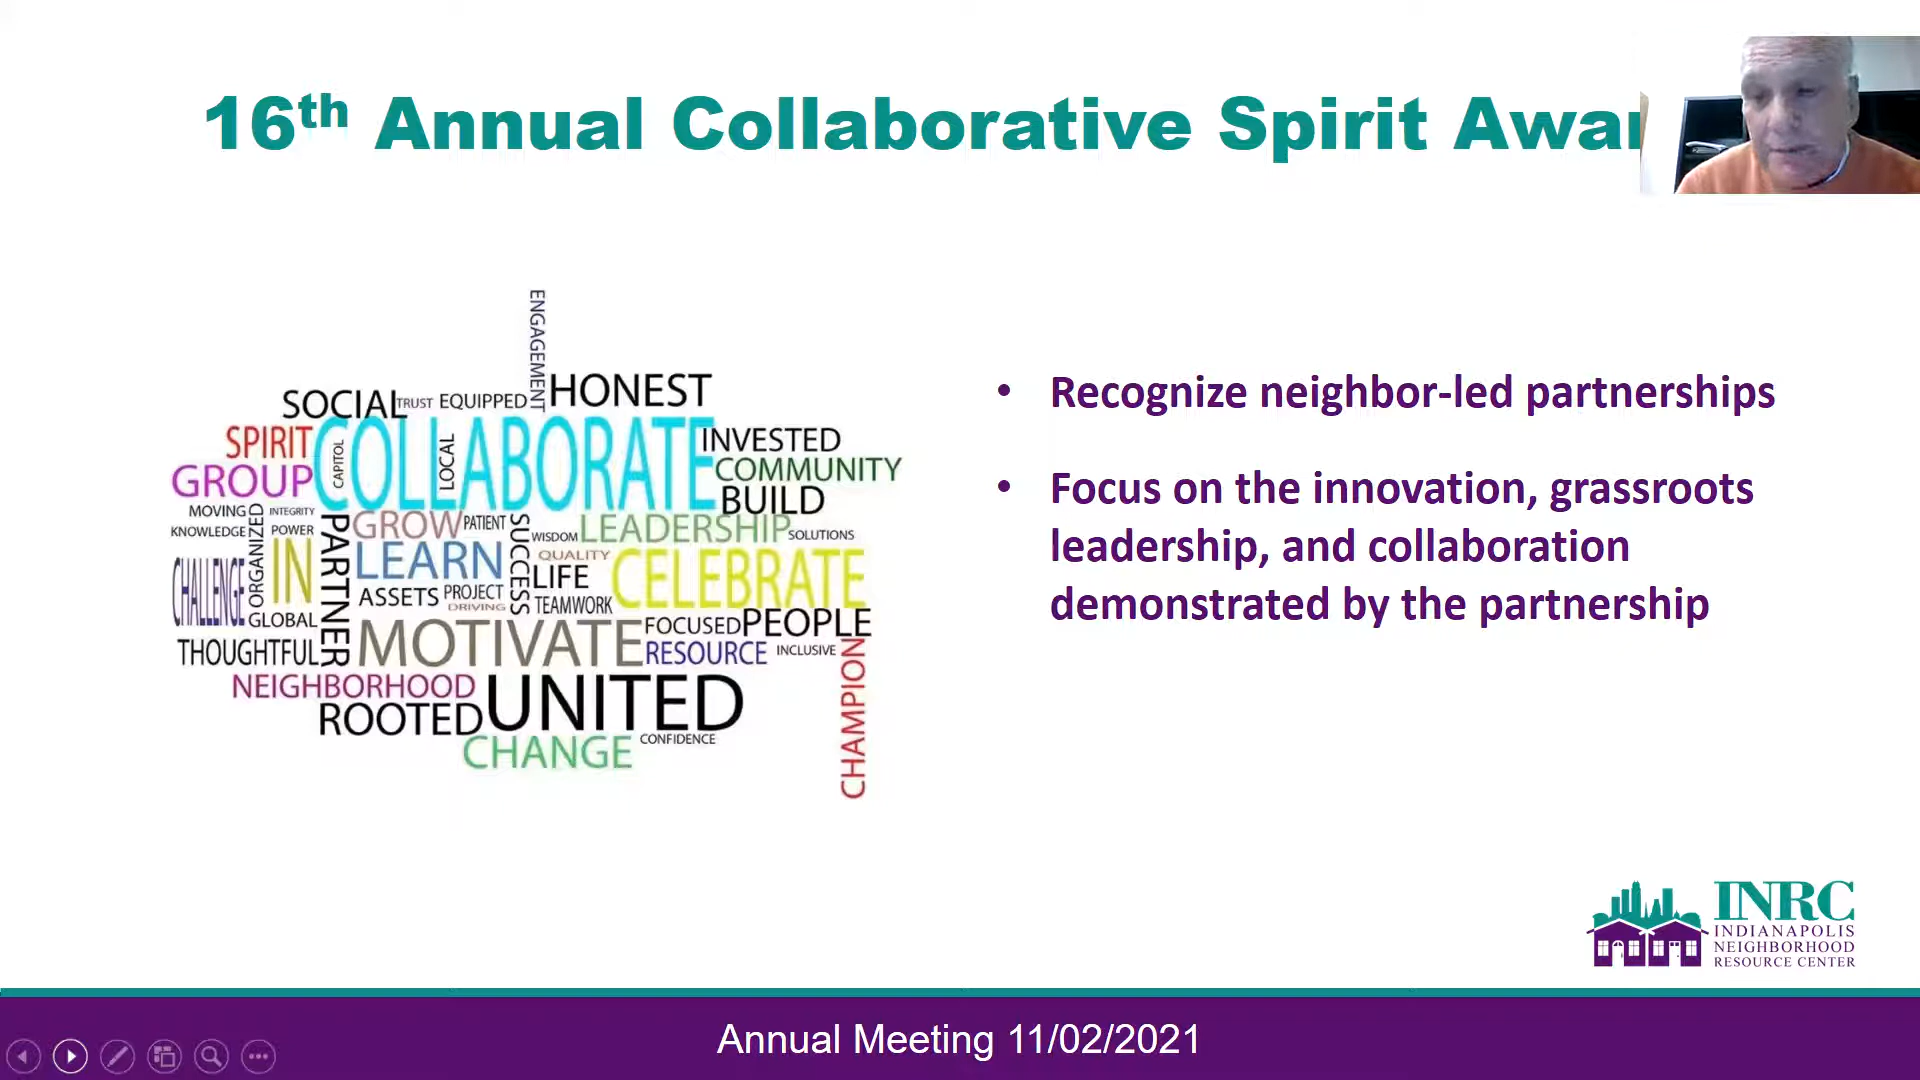 16th Annual Collaborative Spirit Awar
ENGAGEMENT
SOCIAL TRUST EQUIPPED HONEST
SPIRIT CAPITOL COLLABORATE LOCAL INVESTED
GROUP COMMUNITY
BUILD
MOVING INTEGRITY GROW PATIENT SUCCESS WISDOM LEADERSHIP SOLUTIONS
KNOWLEDGE ORGANIZED POWER PARTNER
CHALLENGE IN LEARN QUALITY LIFE CELEBRATE
ASSETS PROJECT DRIVING TEAMWORK
GLOBAL MOTIVATE FOCUSED PEOPLE
THOUGHTFUL RESOURCE INCLUSIVE
NEIGHBORHOOD UNITED CHAMPION
ROOTED
CHANGE CONFIDENCE
• Recognize neighbor-led partnerships
• Focus on the innovation, grassroots
leadership, and collaboration
demonstrated by the partnership
INRC
INDIANAPOLIS
NEIGHBORHOOD
RESOURCE CENTER
Annual Meeting 11/02/2021